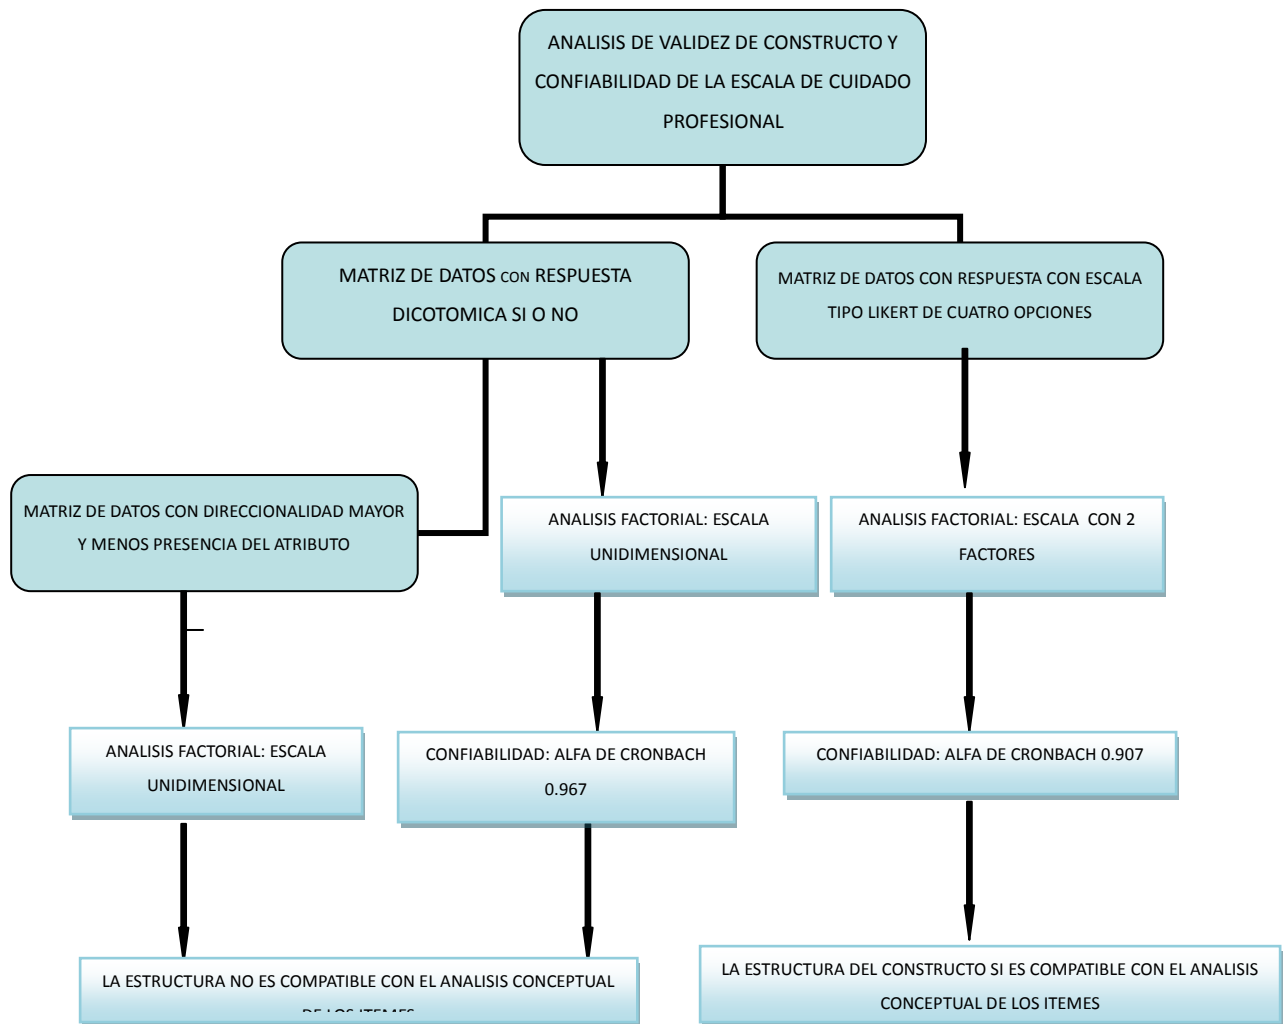 ANALISIS DE VALIDEZ DE CONSTRUCTO Y
CONFIABILIDAD DE LA ESCALA DE CUIDADO
PROFESIONAL
MATRIZ DE DATOS CON RESPUESTA
DICOTOMICA SI O NO
MATRIZ DE DATOS CON RESPUESTA CON ESCALA
TIPO LIKERT DE CUATRO OPCIONES
MATRIZ DE DATOS CON DIRECCIONALIDAD MAYOR
Y MENOS PRESENCIA DEL ATRIBUTO
ANALISIS FACTORIAL: ESCALA
UNIDIMENSIONAL
ANALISIS FACTORIAL: ESCALA CON 2
FACTORES
ANALISIS FACTORIAL: ESCALA
UNIDIMENSIONAL
CONFIABILIDAD: ALFA DE CRONBACH
0.967
CONFIABILIDAD: ALFA DE CRONBACH 0.907
LA ESTRUCTURA NO ES COMPATIBLE CON EL ANALISIS CONCEPTUAL
DE LOS ITEMES
LA ESTRUCTURA DEL CONSTRUCTO SI ES COMPATIBLE CON EL ANALISIS
CONCEPTUAL DE LOS ITEMES